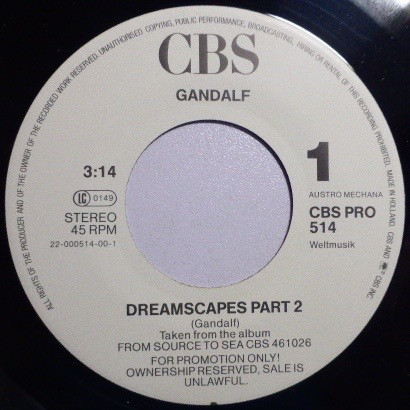 ALL RIGHTS OF THE PRODUCER AND OF THE OWNER OF THE RECORDED WORK RESERVED. UNAUTHORISED COPYING, PUBLIC PERFORMANCE, BROADCASTING, HIRING OR RENTAL OF THIS RECORDING PROHIBITED. MADE IN HOLLAND. CBS AND CBS INC.
CBS
GANDALF
3:14
1
LC 0149
AUSTRO MECHANA
STEREO
CBS PRO
45 RPM
514
22-000514-00-1
Weltmusik
DREAMSCAPES PART 2
(Gandalf)
Taken from the album
FROM SOURCE TO SEA CBS 461026
FOR PROMOTION ONLY!
OWNERSHIP RESERVED, SALE IS
UNLAWFUL.